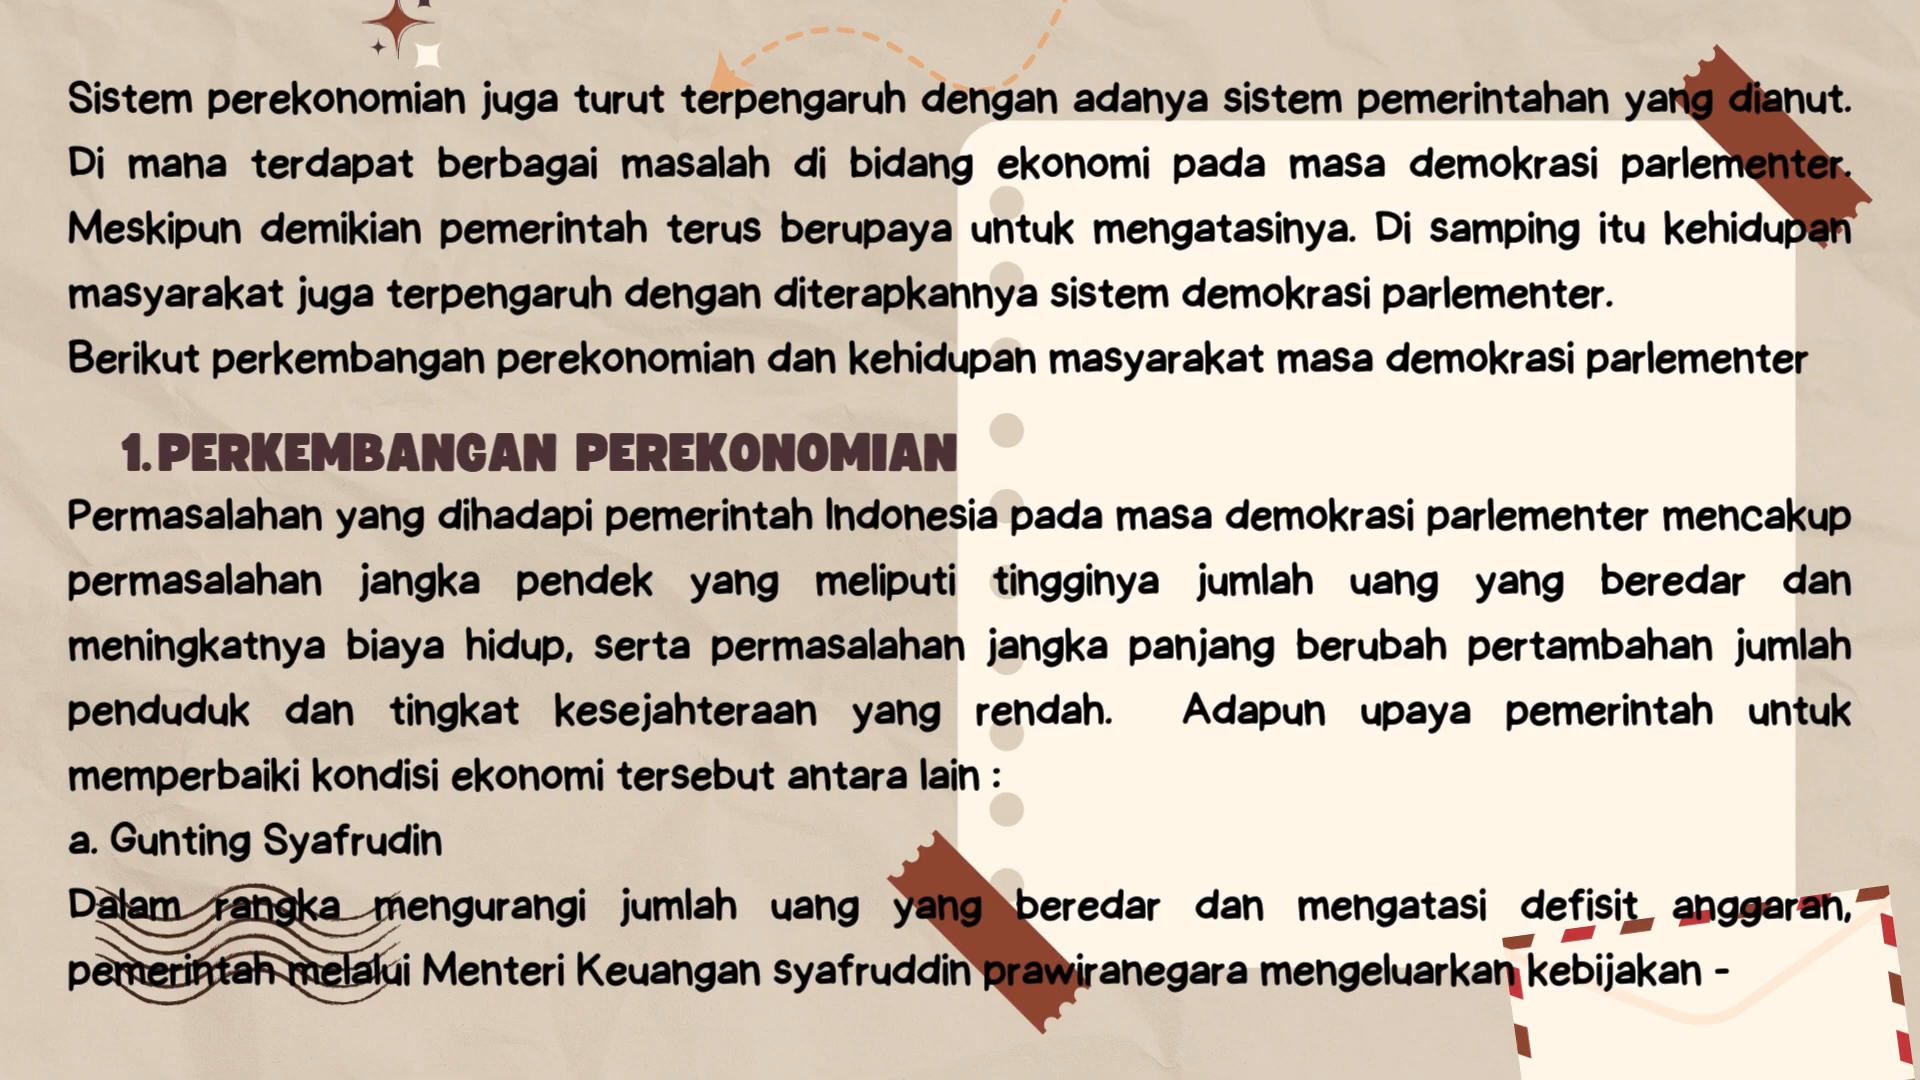 Sistem perekonomian juga turut terpengaruh dengan adanya sistem pemerintahan yang dianut.
Di mana terdapat berbagai masalah di bidang ekonomi pada masa demokrasi parlementer.
Meskipun demikian pemerintah terus berupaya untuk mengatasinya. Di samping itu kehidupan
masyarakat juga terpengaruh dengan diterapkannya sistem demokrasi parlementer.
Berikut perkembangan perekonomian dan kehidupan masyarakat masa demokrasi parlementer
1. PERKEMBANGAN PEREKONOMIAN
Permasalahan yang dihadapi pemerintah Indonesia pada masa demokrasi parlementer mencakup
permasalahan jangka pendek yang meliputi tingginya jumlah uang yang beredar dan
meningkatnya biaya hidup, serta permasalahan jangka panjang berubah pertambahan jumlah
penduduk dan tingkat kesejahteraan yang rendah. Adapun upaya pemerintah untuk
memperbaiki kondisi ekonomi tersebut antara lain :
a. Gunting Syafrudin
Dalam rangka mengurangi jumlah uang yang beredar dan mengatasi defisit anggaran,
pemerintah melalui Menteri Keuangan syafruddin prawiranegara mengeluarkan kebijakan -